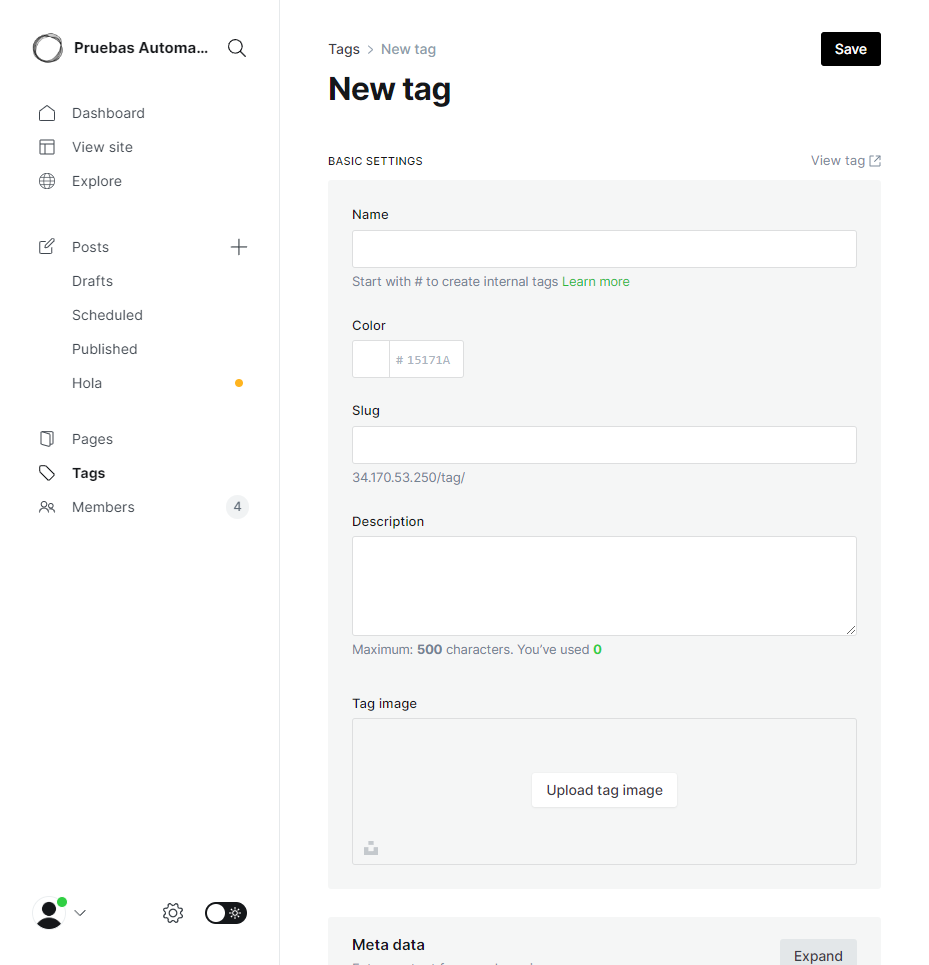 Pruebas Automa...
Dashboard
View site
Explore
Posts
Drafts
Scheduled
Published
Hola
Pages
Tags
Members 4
Tags > New tag
Save
New tag
BASIC SETTINGS
View tag
Name
Start with # to create internal tags Learn more
Color
# 15171A
Slug
34.170.53.250/tag/
Description
Maximum: 500 characters. You've used 0
Tag image
Upload tag image
Meta data
Expand